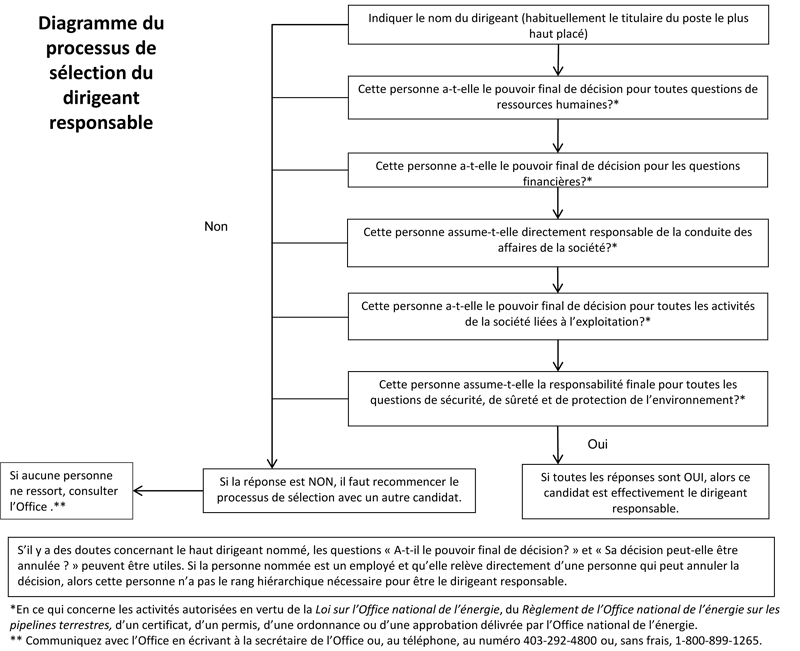 Diagramme du
processus de
sélection du
dirigeant
responsable
Indiquer le nom du dirigeant (habituellement le titulaire du poste le plus
haut placé)
Cette personne a-t-elle le pouvoir final de décision pour toutes questions de
ressources humaines?*
Cette personne a-t-elle le pouvoir final de décision pour les questions
financières?*
Non
Cette personne assume-t-elle directement responsable de la conduite des
affaires de la société?*
Cette personne a-t-elle le pouvoir final de décision pour toutes les activités
de la société liées à l'exploitation?*
Cette personne assume-t-elle la responsabilité finale pour toutes les
questions de sécurité, de sûreté et de protection de l'environnement?*
Oui
Si aucune personne
ne ressort, consulter
l'Office .**
Si la réponse est NON, il faut recommencer le
processus de sélection avec un autre candidat.
Si toutes les réponses sont OUI, alors ce
candidat est effectivement le dirigeant
responsable.
S'il y a des doutes concernant le haut dirigeant nommé, les questions « A-t-il le pouvoir final de décision? » et « Sa décision peut-elle être
annulée ? » peuvent être utiles. Si la personne nommée est un employé et qu'elle relève directement d'une personne qui peut annuler la
décision, alors cette personne n'a pas le rang hiérarchique nécessaire pour être le dirigeant responsable.
*En ce qui concerne les activités autorisées en vertu de la Loi sur l'Office national de l'énergie, du Règlement de l'Office national de l'énergie sur les
pipelines terrestres, d'un certificat, d'un permis, d'une ordonnance ou d'une approbation délivrée par l'Office national de l'énergie.
** Communiquez avec l'Office en écrivant à la secrétaire de l'Office ou, au téléphone, au numéro 403-292-4800 ou, sans frais, 1-800-899-1265.